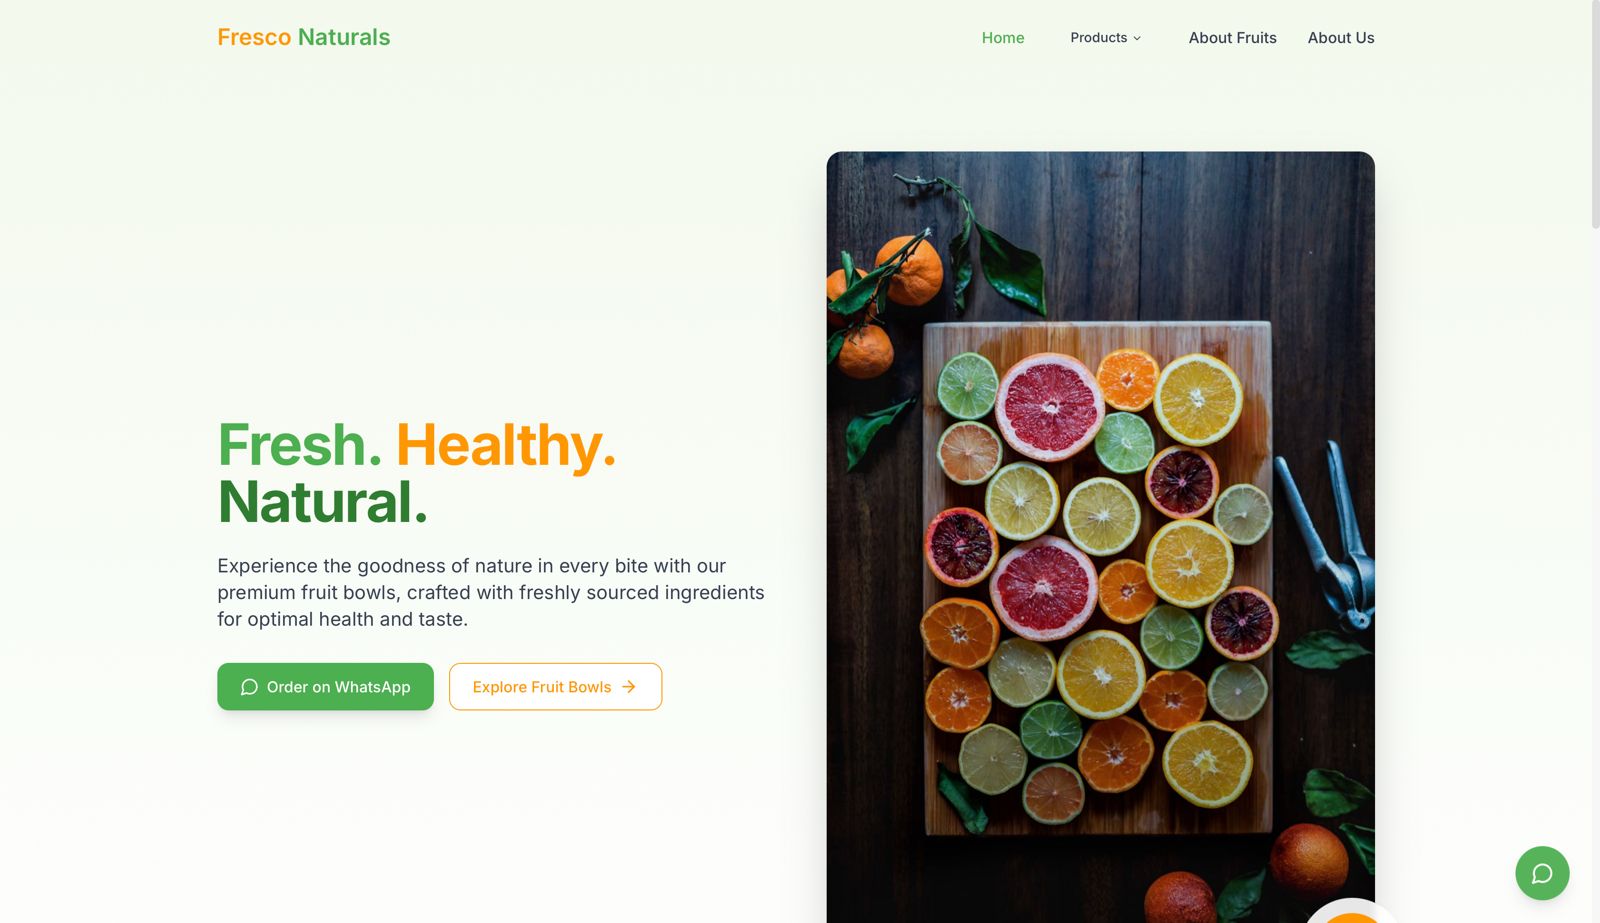 Fresco Naturals
Home
Products
About Fruits
About Us
Fresh. Healthy.
Natural.
Experience the goodness of nature in every bite with our
premium fruit bowls, crafted with freshly sourced ingredients
for optimal health and taste.
Order on WhatsApp
Explore Fruit Bowls